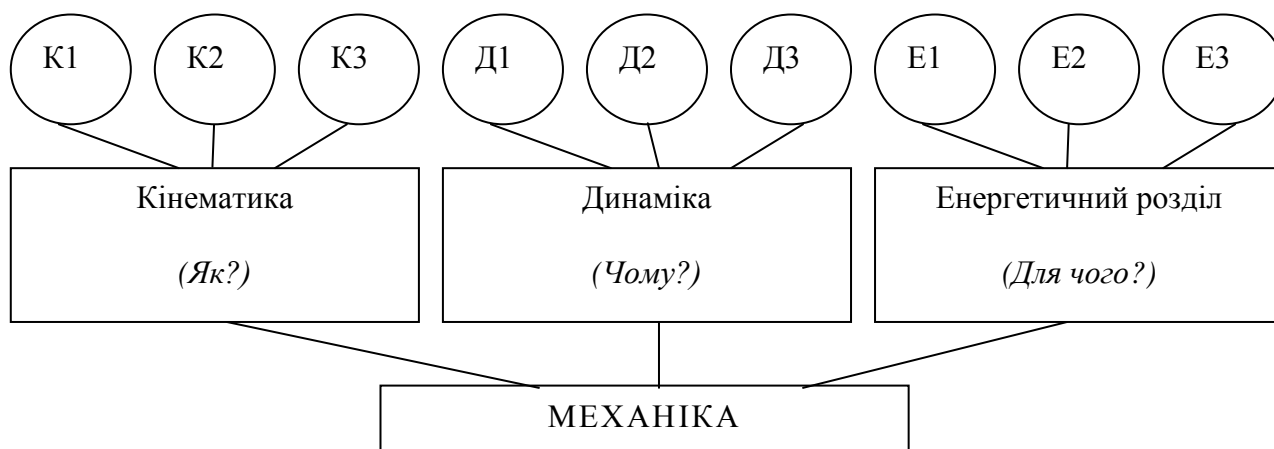 К1 К2 К3 Д1 Д2 Д3 Е1 Е2 Е3
Кінематика
(Як?)
Динаміка
(Чому?)
Енергетичний розділ
(Для чого?)
МЕХАНІКА